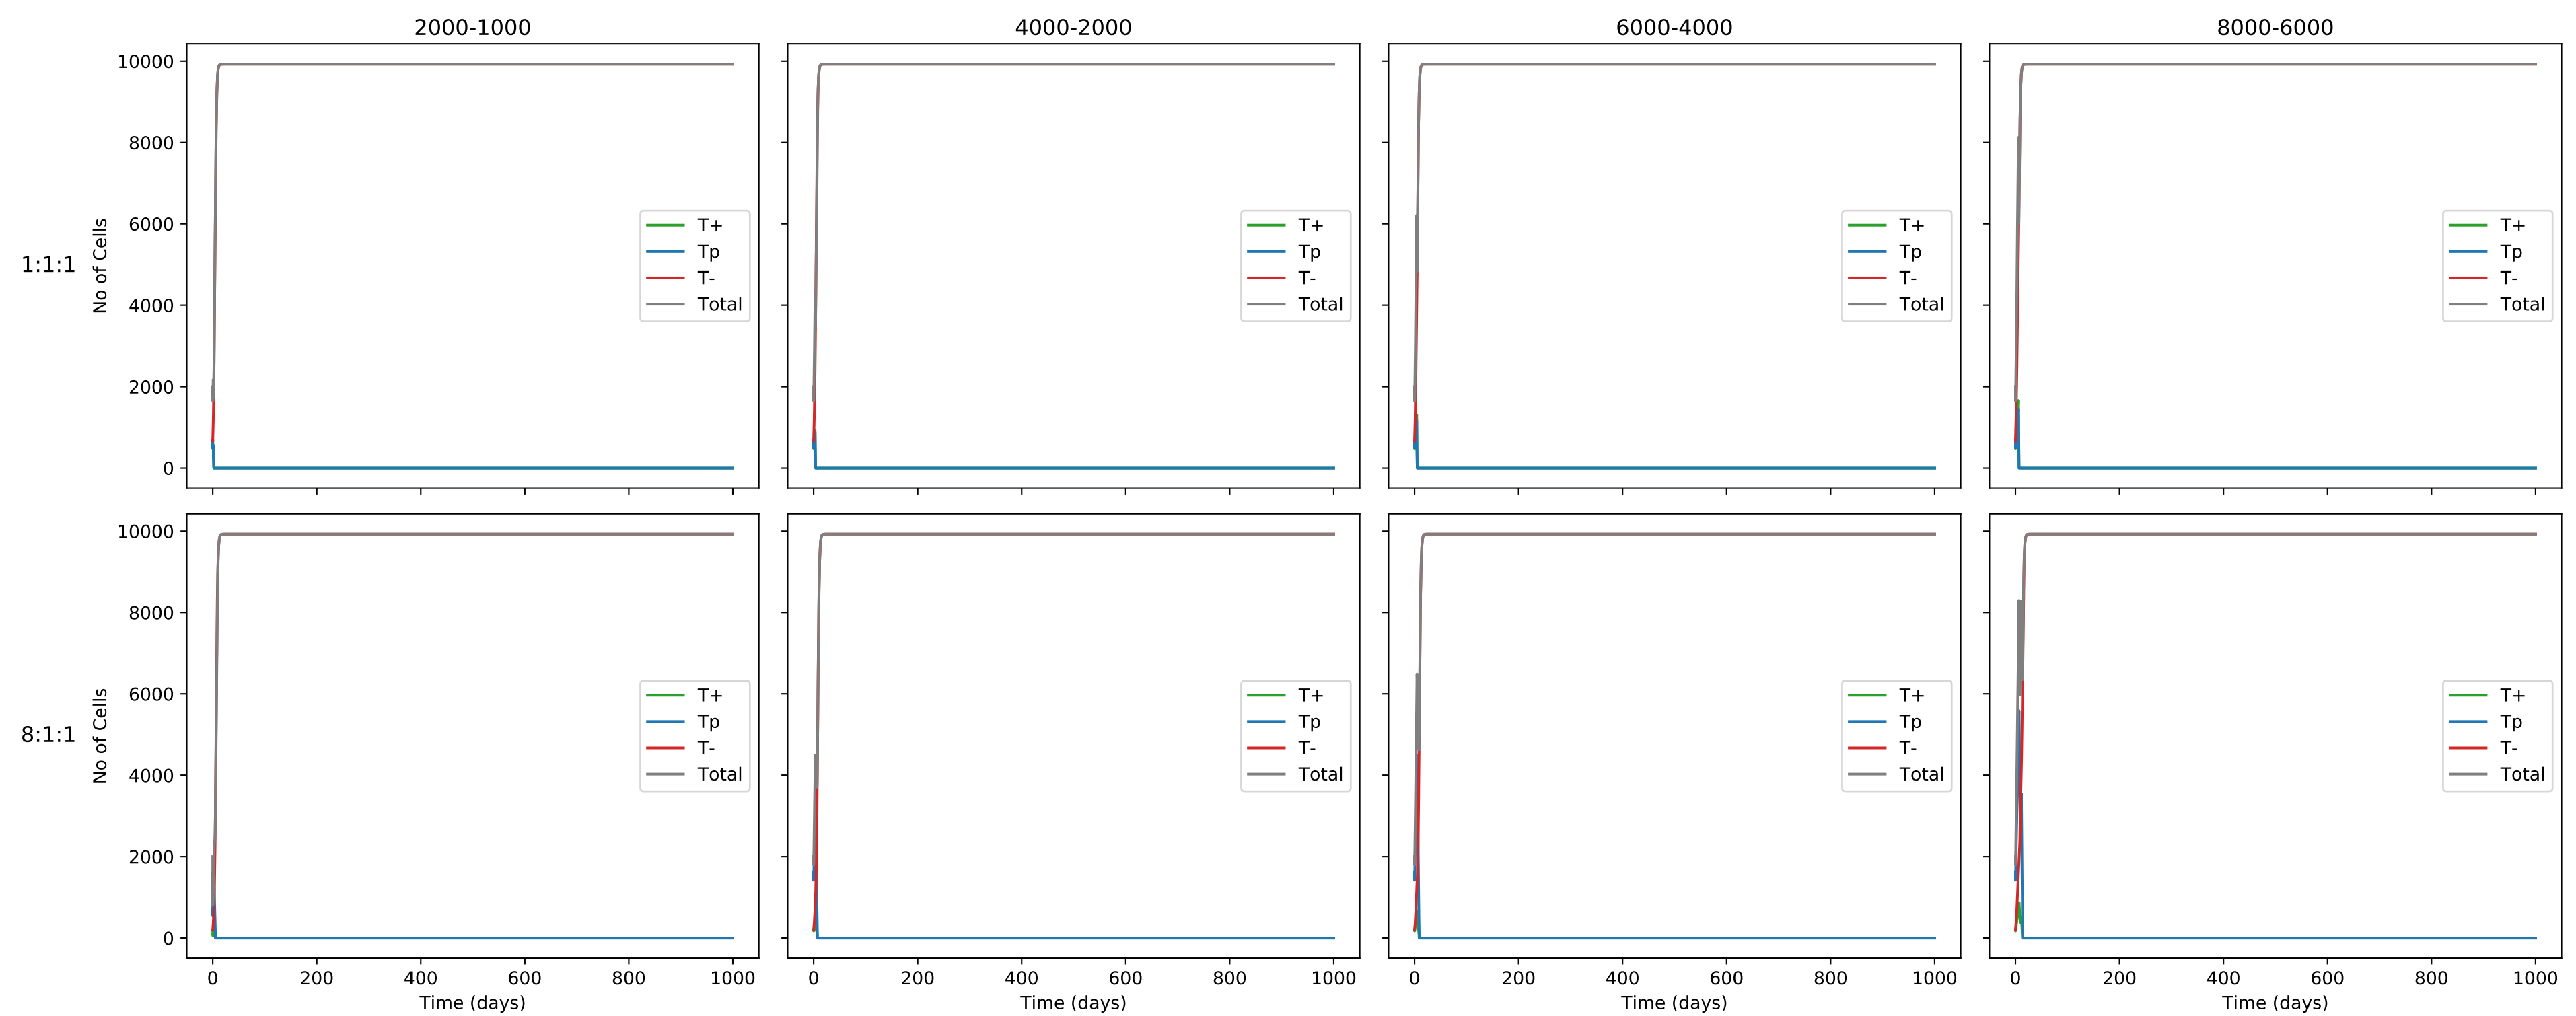 2000-1000 4000-2000 6000-4000 8000-6000
1:1:1
No of Cells
10000
8000
6000
4000
2000
0
T+
Tp
T-
Total
T+
Tp
T-
Total
T+
Tp
T-
Total
T+
Tp
T-
Total
8:1:1
No of Cells
10000
8000
6000
4000
2000
0
T+
Tp
T-
Total
T+
Tp
T-
Total
T+
Tp
T-
Total
T+
Tp
T-
Total
0 200 400 600 800 1000
Time (days)
0 200 400 600 800 1000
Time (days)
0 200 400 600 800 1000
Time (days)
0 200 400 600 800 1000
Time (days)